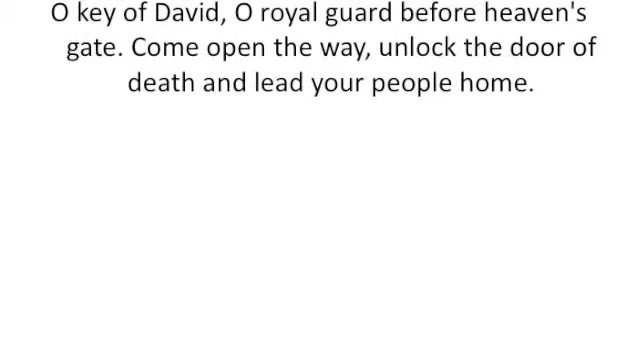 O key of David, O royal guard before heaven's
gate. Come open the way, unlock the door of
death and lead your people home.